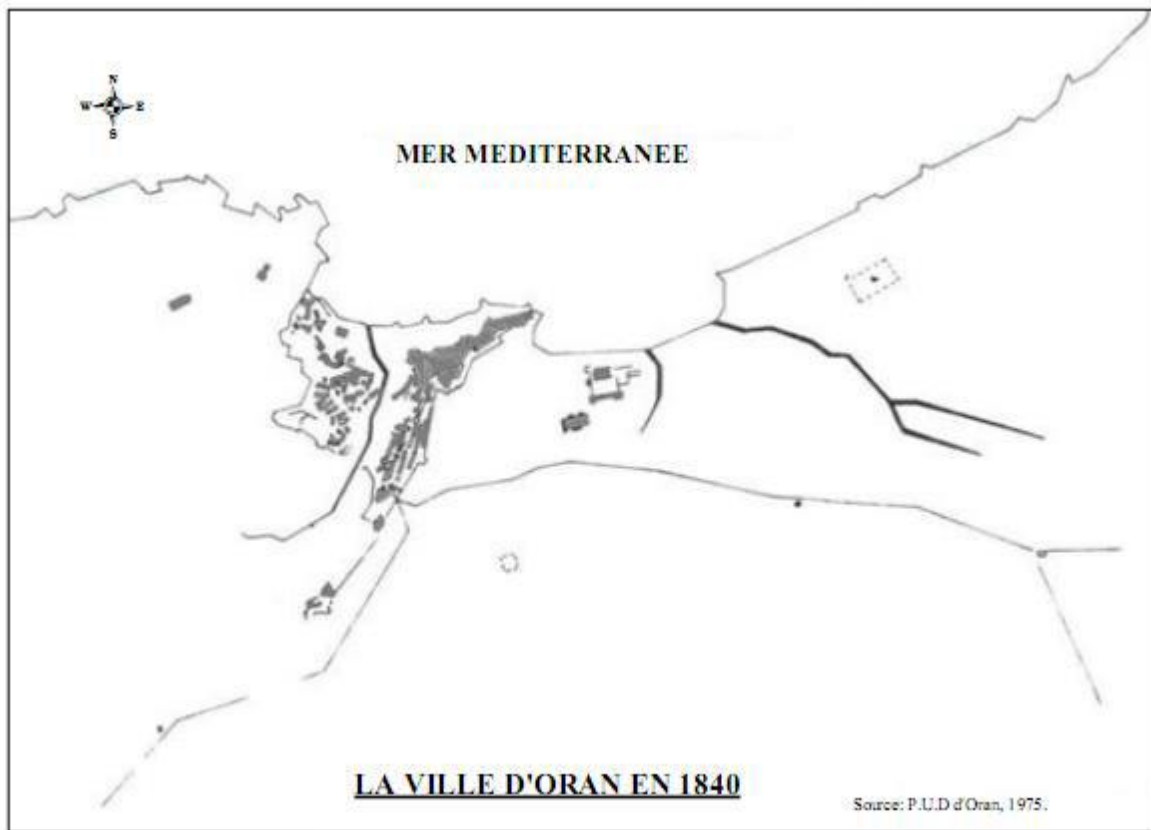 N
W E
S
MER MEDITERRANEE
LA VILLE D'ORAN EN 1840
Source: P.U.D d'Oran, 1975.